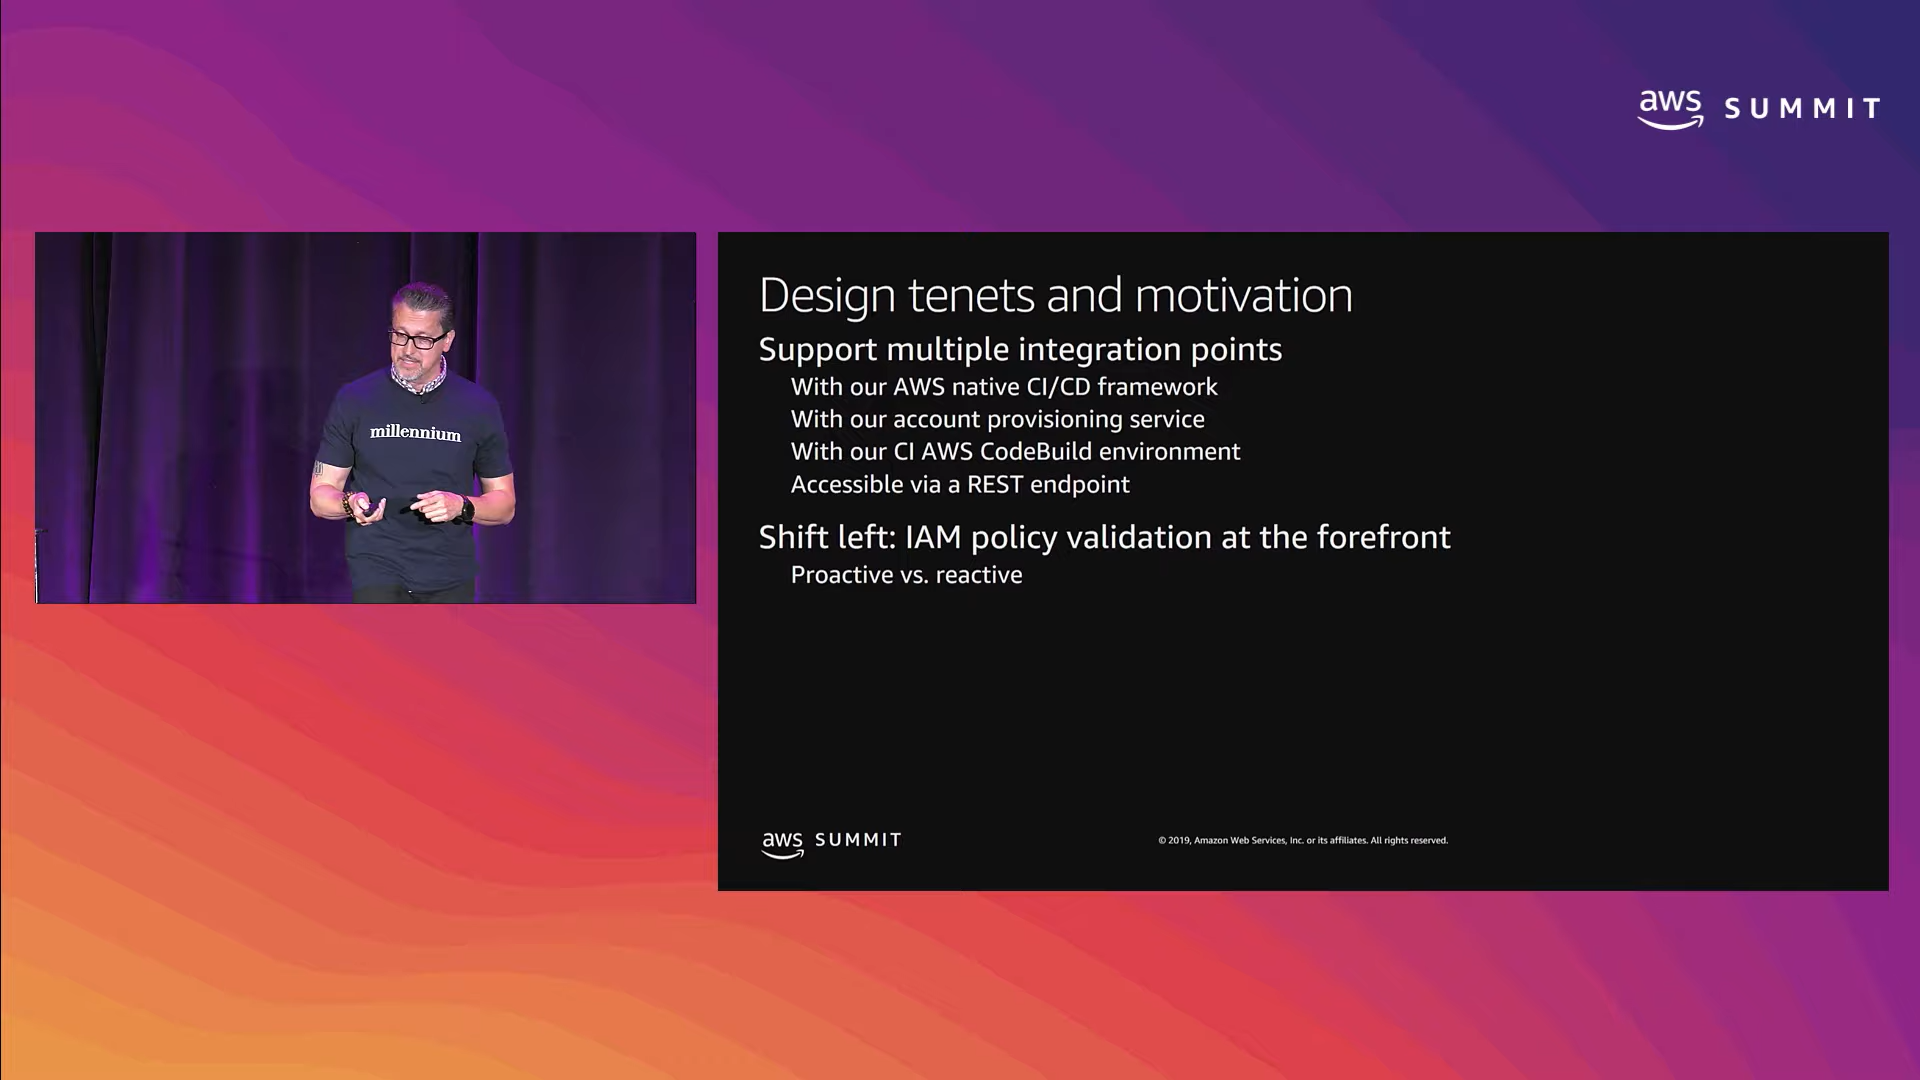 aws SUMMIT
millennium
Design tenets and motivation
Support multiple integration points
With our AWS native CI/CD framework
With our account provisioning service
With our CI AWS CodeBuild environment
Accessible via a REST endpoint
Shift left: IAM policy validation at the forefront
Proactive vs. reactive
aws SUMMIT
© 2019, Amazon Web Services, Inc. or its affiliates. All rights reserved.